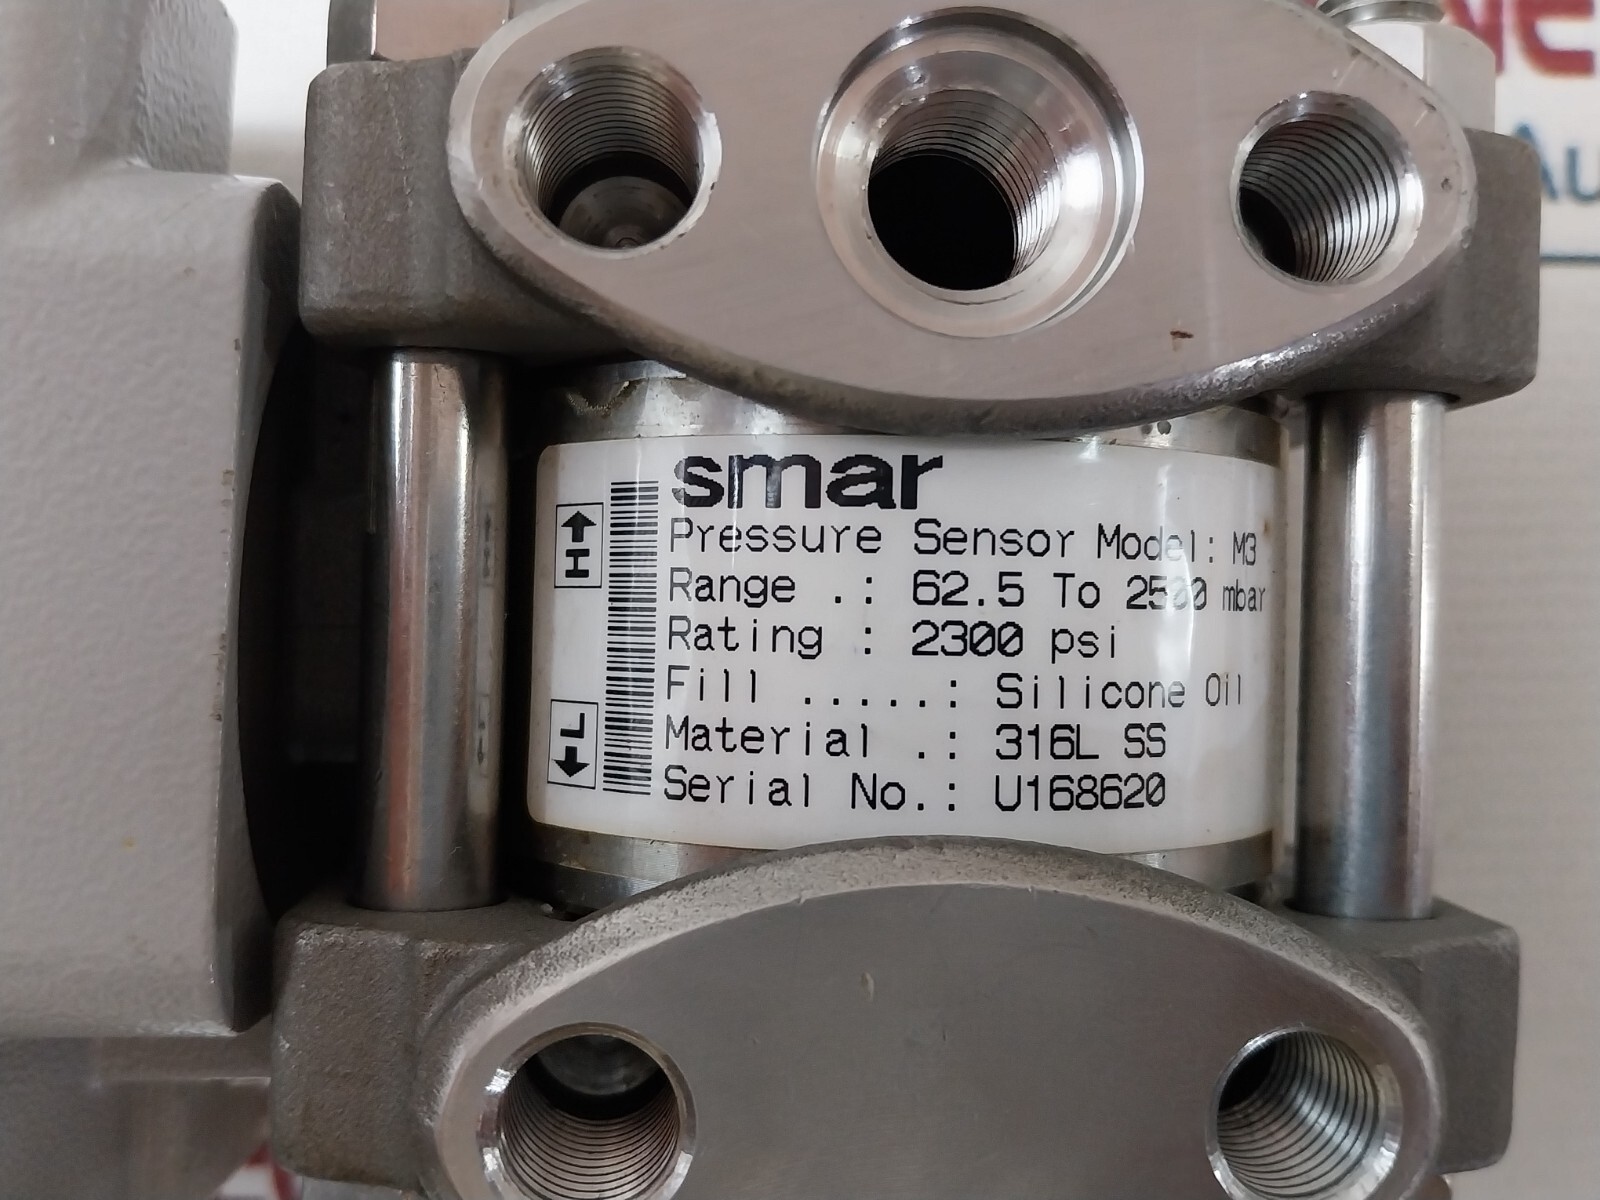 smar
Pressure Sensor Model: M3
Range .: 62.5 To 2500 mbar
Rating : 2300 psi
Fill .....: Silicone Oil
Material .: 316L SS
Serial No.: U168620
H
L